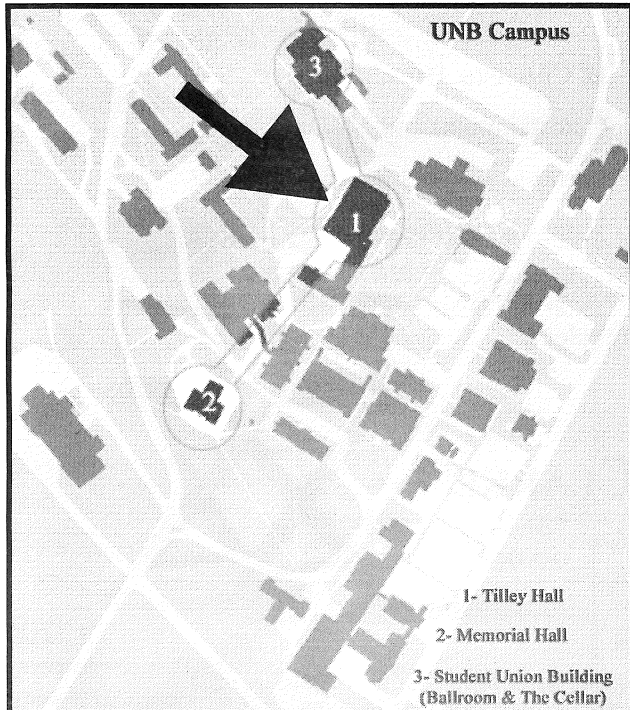 UNB Campus
3
1
2
1- Tilley Hall
2- Memorial Hall
3- Student Union Building
(Ballroom & The Cellar)